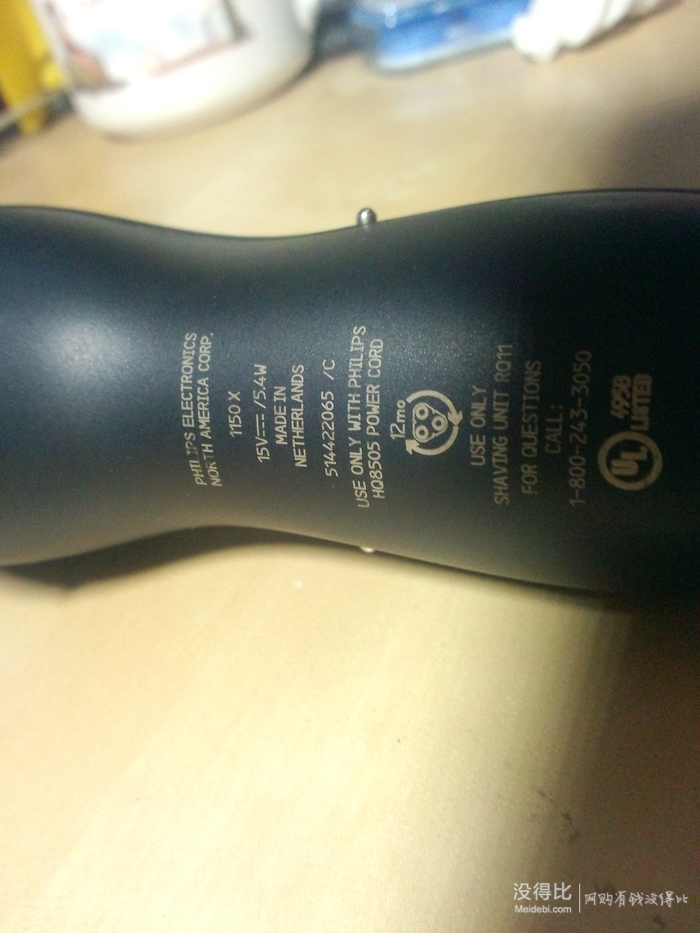 PHILIPS ELECTRONICS
NORTH AMERICA CORP.
1150 X
15V /5.4W
MADE IN
NETHERLANDS
514422065 /C
USE ONLY WITH PHILIPS
HQ8505 POWER CORD
12mo
USE ONLY
SHAVING UNIT RQ11
FOR QUESTIONS
CALL:
1-800-243-3050
UL
LISTED
没得比
Meidebi.com
网购有钱没得比